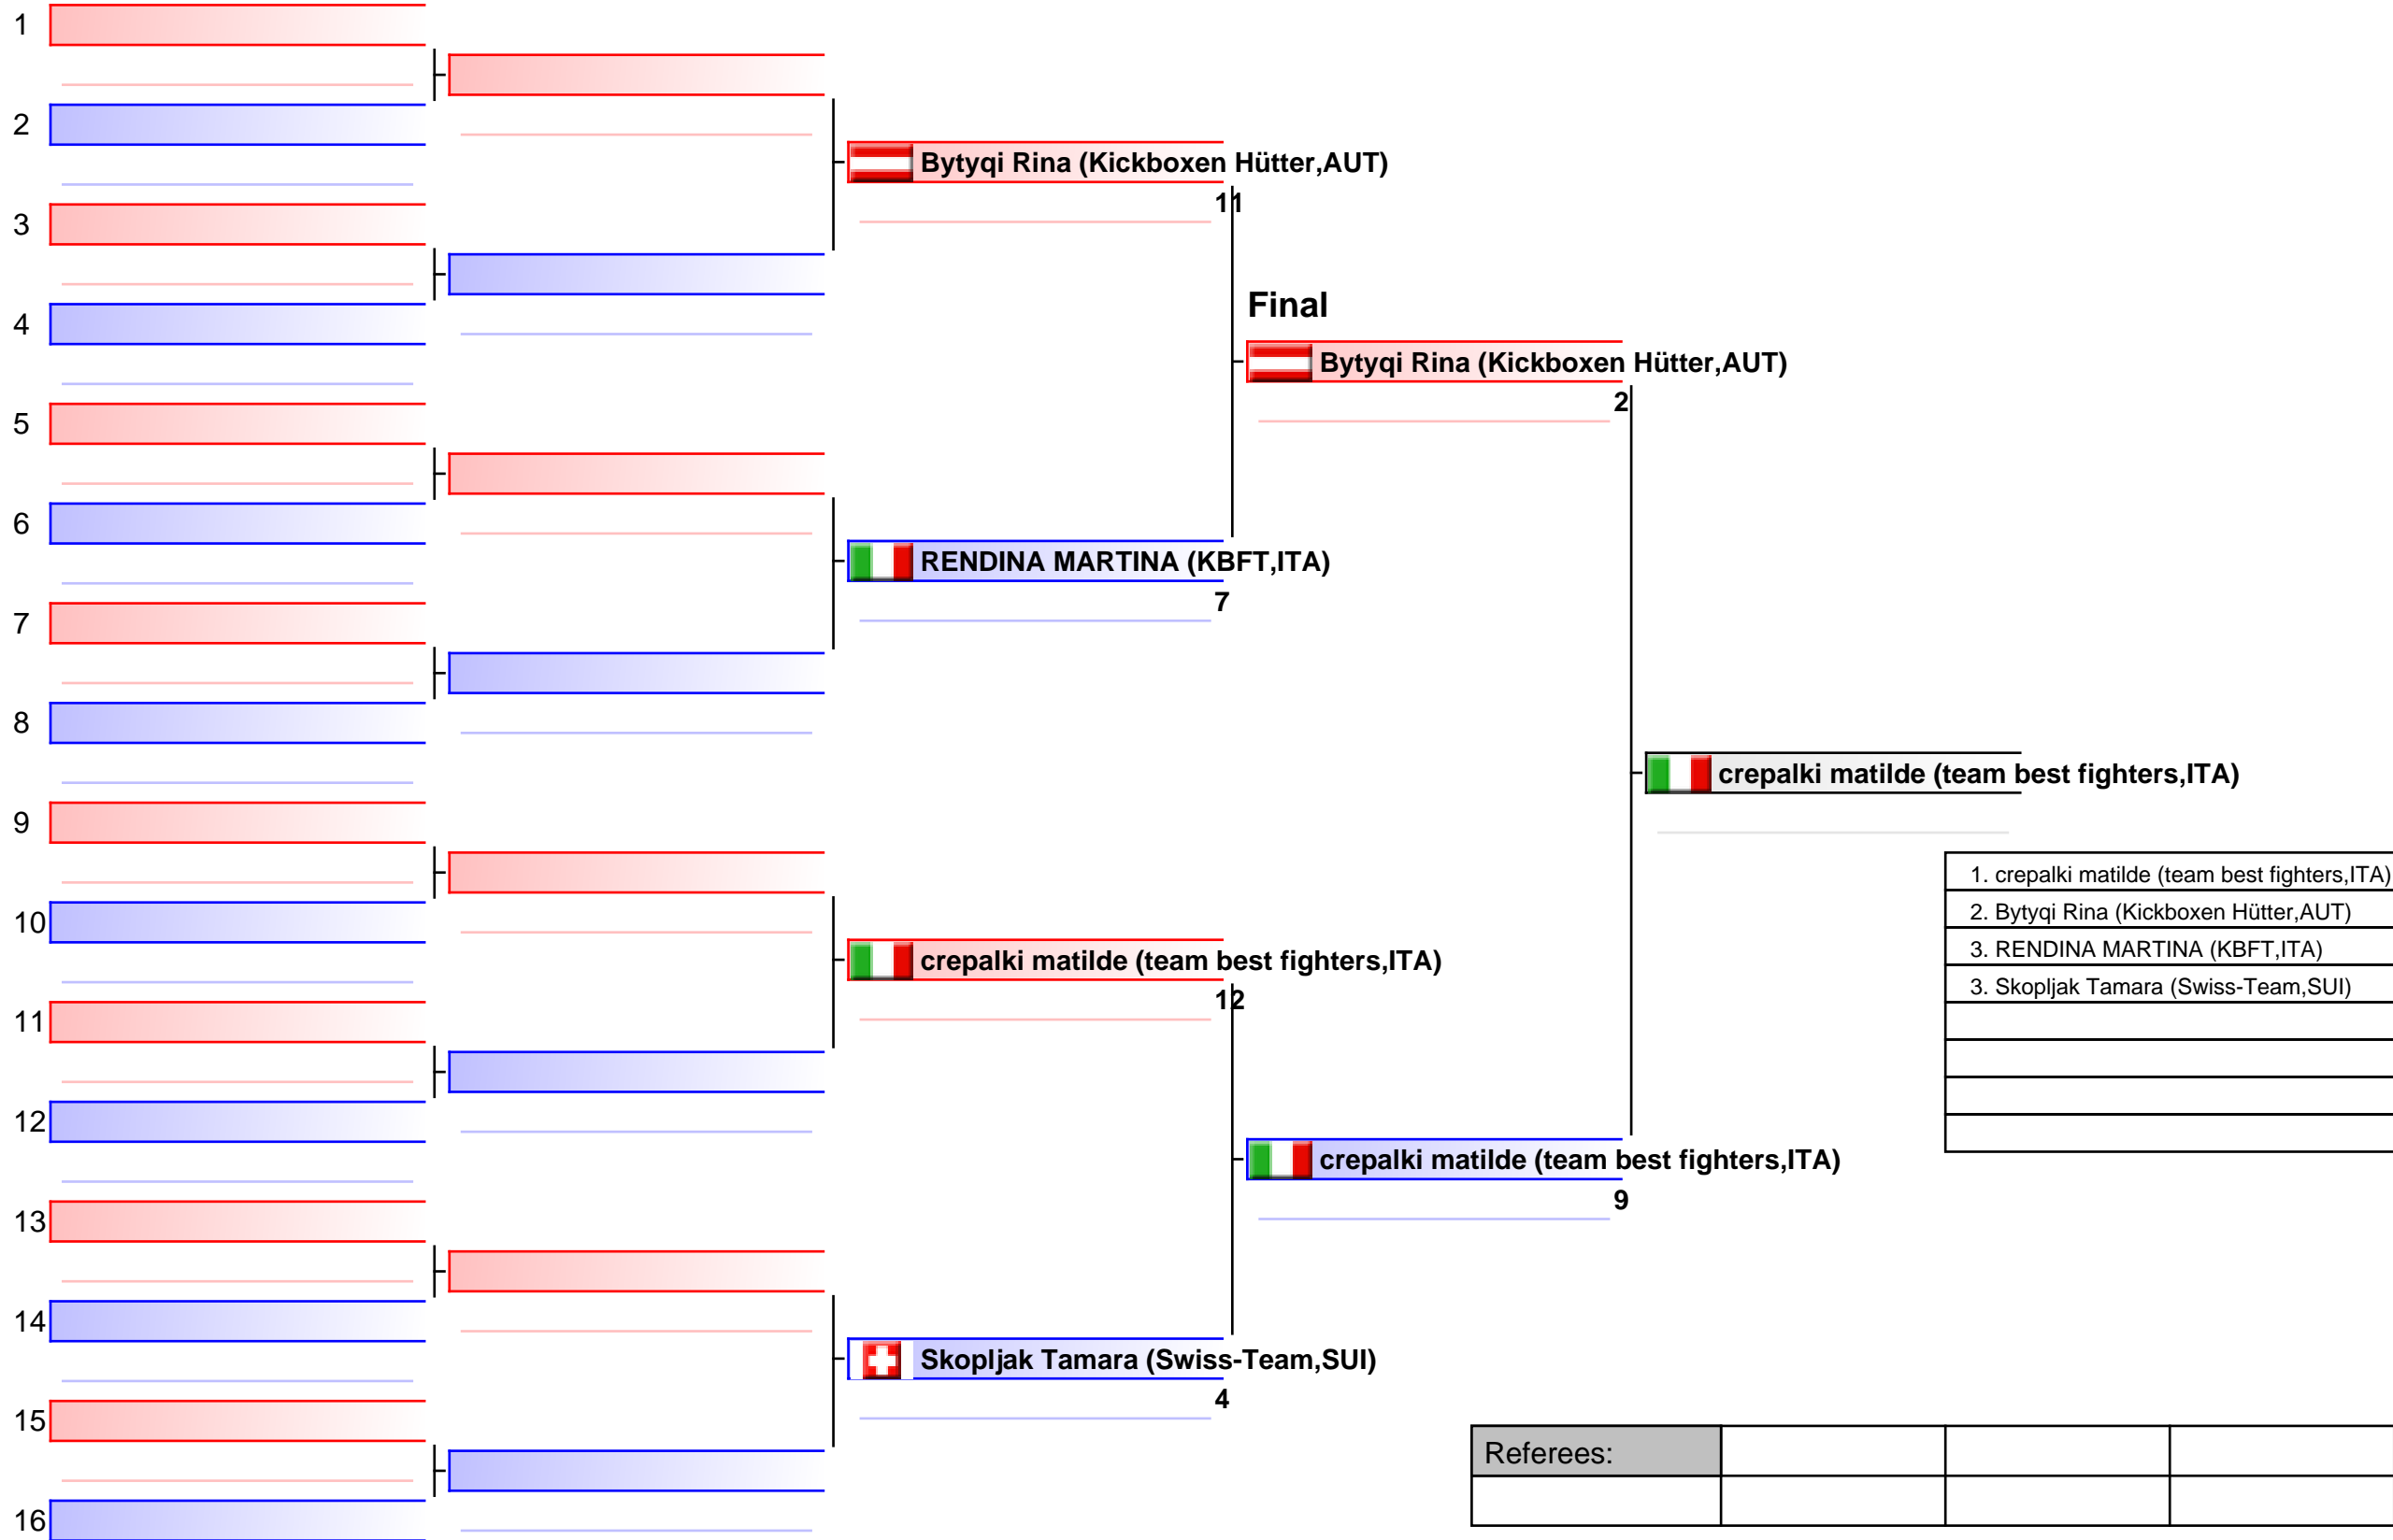 1
2
Bytyqi Rina (Kickboxen Hütter,AUT)
11
3
Final
4
Bytyqi Rina (Kickboxen Hütter,AUT)
2
5
6
RENDINA MARTINA (KBFT,ITA)
7
7
8
crepalki matilde (team best fighters,ITA)
9
1. crepalki matilde (team best fighters,ITA)
2. Bytyqi Rina (Kickboxen Hütter,AUT)
3. RENDINA MARTINA (KBFT,ITA)
3. Skopljak Tamara (Swiss-Team,SUI)
10
crepalki matilde (team best fighters,ITA)
12
11
12
crepalki matilde (team best fighters,ITA)
9
13
14
Skopljak Tamara (Swiss-Team,SUI)
4
15
Referees:
16